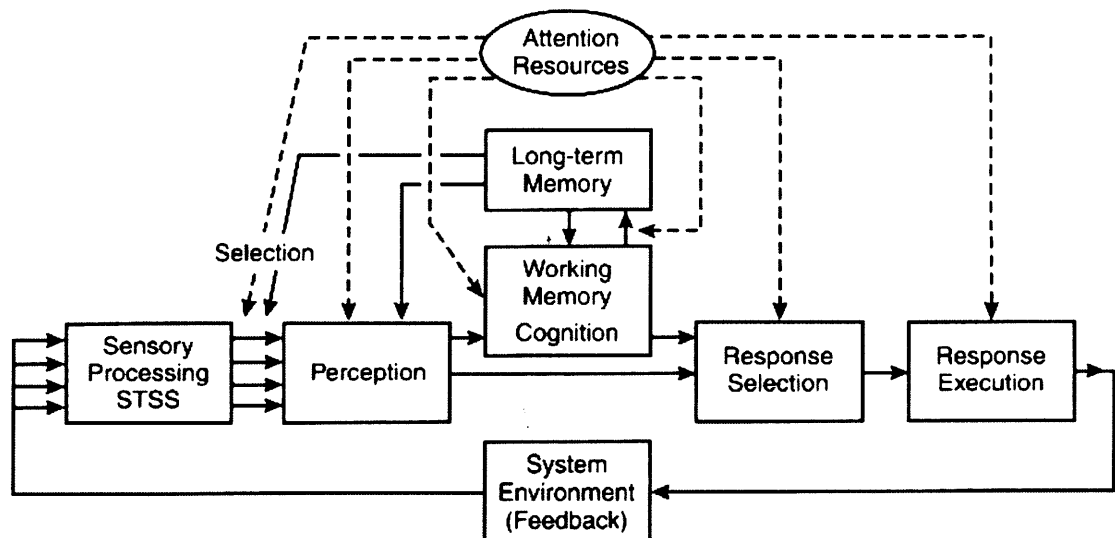 Attention
Resources
Long-term
Memory
Selection
Working
Memory
Cognition
Sensory
Processing
STSS
Perception
Response
Selection
Response
Execution
System
Environment
(Feedback)